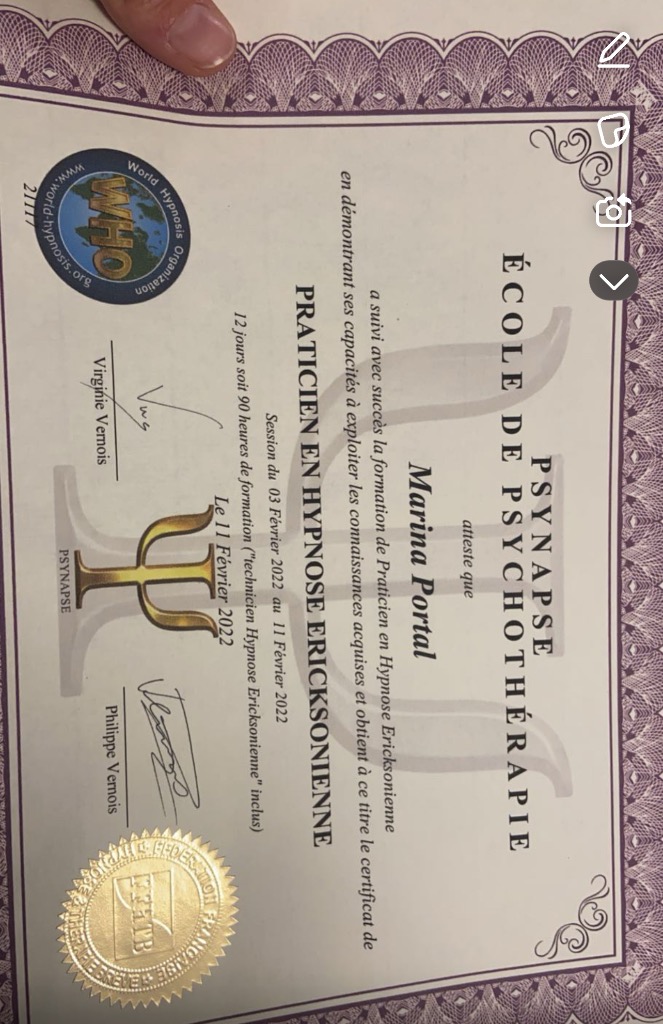 PSYNAPSE
ÉCOLE DE PSYCHOTHÉRAPIE
atteste que
Marina Portal
a suivi avec succès la formation de Praticien en Hypnose Ericksonienne
en démontrant ses capacités à exploiter les connaissances acquises et obtient à ce titre le certificat de
PRATICIEN EN HYPNOSE ERICKSONIENNE
Session du 03 Février 2022 au 11 Février 2022
12 jours soit 90 heures de formation ("technicien Hypnose Ericksonienne" inclus)
Le 11 Février 2022
World Hypnosis Organization
WHO
www.world-hypnosis.org
21117
Virginie Vernois
PSYNAPSE
Philippe Vernois
FEDERATION FRANÇAISE